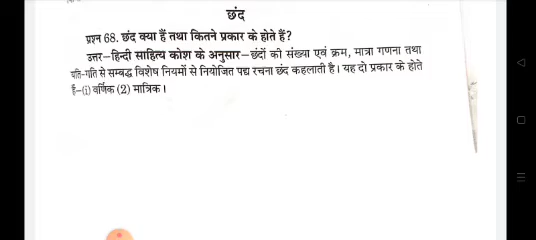 छंद
प्रश्न 68. छंद क्या हैं तथा कितने प्रकार के होते हैं?
उत्तर–हिन्दी साहित्य कोश के अनुसार–छंदों की संख्या एवं क्रम, मात्रा गणना तथा
यति-गति से सम्बद्ध विशेष नियमों से नियोजित पद्य रचना छंद कहलाती है। यह दो प्रकार के होते
हैं–(i) वर्णिक (2) मात्रिक।